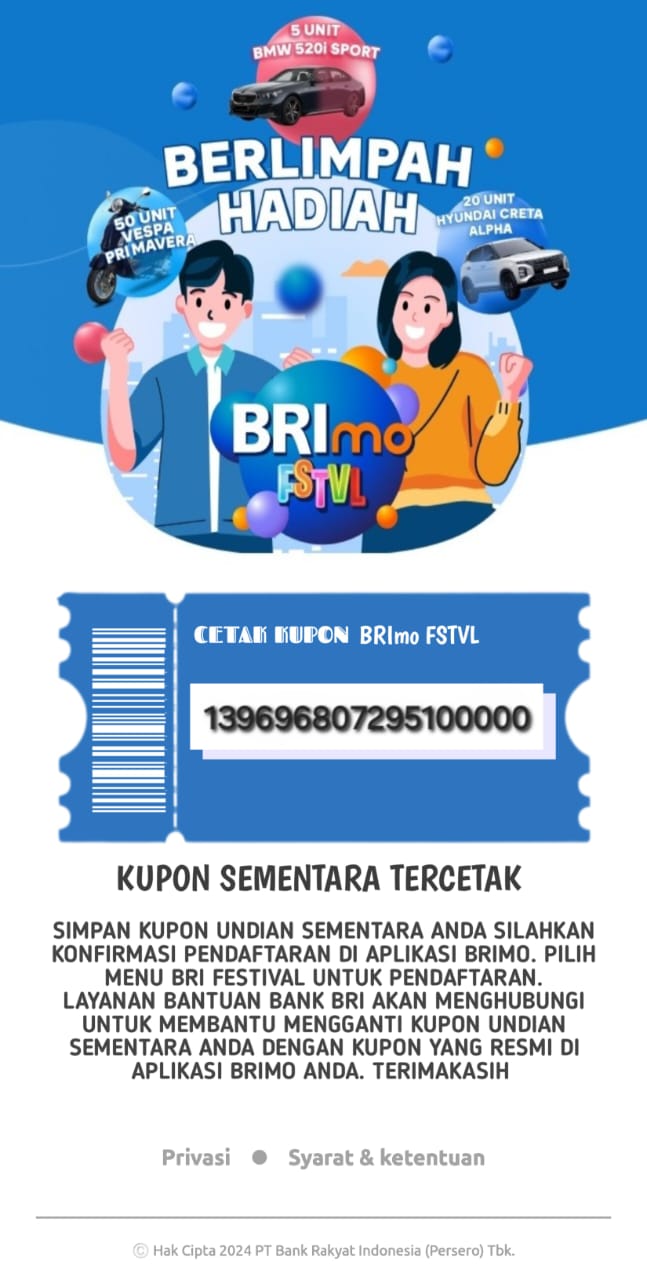 5 UNIT
BMW 520i SPORT
BERLIMPAH
HADIAH
50 UNIT
VESPA
PRIMAVERA
20 UNIT
HYUNDAI CRETA
ALPHA
BRImo
FSTVL
CETAK KUPON BRImo FSTVL
139696807295100000
KUPON SEMENTARA TERCETAK
SIMPAN KUPON UNDIAN SEMENTARA ANDA SILAHKAN
KONFIRMASI PENDAFTARAN DI APLIKASI BRIMO. PILIH
MENU BRI FESTIVAL UNTUK PENDAFTARAN.
LAYANAN BANTUAN BANK BRI AKAN MENGHUBUNGI
UNTUK MEMBANTU MENGGANTI KUPON UNDIAN
SEMENTARA ANDA DENGAN KUPON YANG RESMI DI
APLIKASI BRIMO ANDA. TERIMAKASIH
Privasi ● Syarat & ketentuan
© Hak Cipta 2024 PT Bank Rakyat Indonesia (Persero) Tbk.